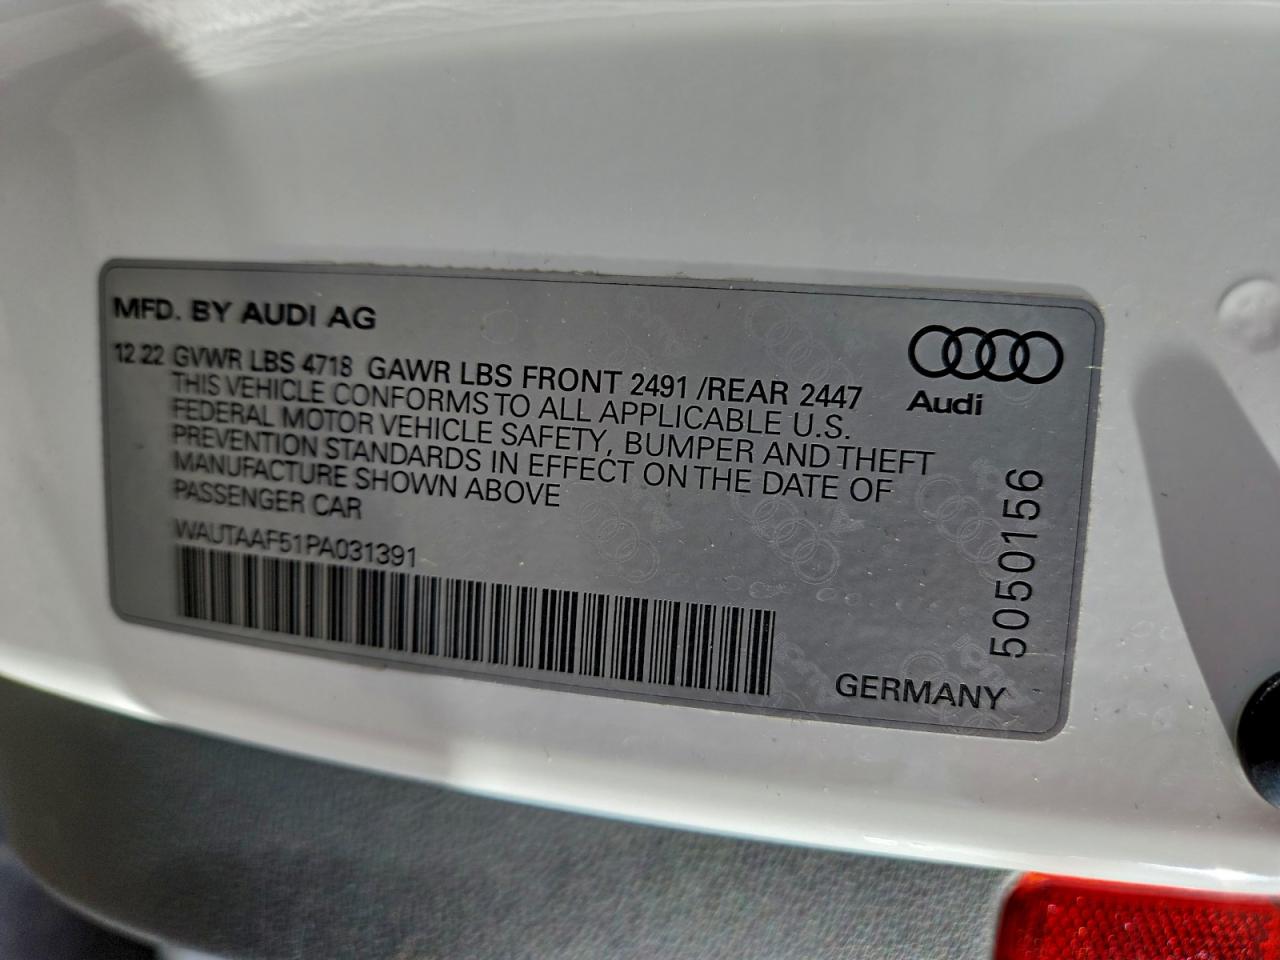 MFD. BY AUDI AG
12 22 GVWR LBS 4718 GAWR LBS FRONT 2491 /REAR 2447
THIS VEHICLE CONFORMS TO ALL APPLICABLE U.S.
FEDERAL MOTOR VEHICLE SAFETY, BUMPER AND THEFT
PREVENTION STANDARDS IN EFFECT ON THE DATE OF
MANUFACTURE SHOWN ABOVE
PASSENGER CAR
WAUTAAF51PA031391
Audi
5050156
GERMANY